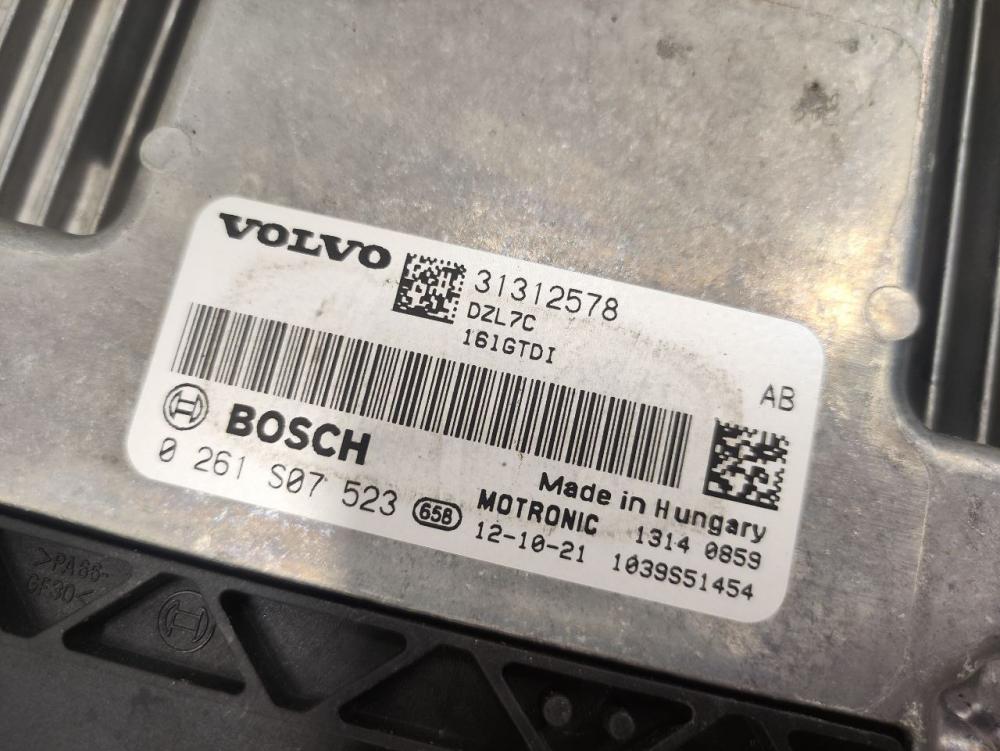 VOLVO
31312578
DZL7C
161GTDI
AB
BOSCH
Made in Hungary
0 261 S07 523
658
MOTRONIC
1314 0859
12-10-21
1039S51454
>PA66-
GF30<